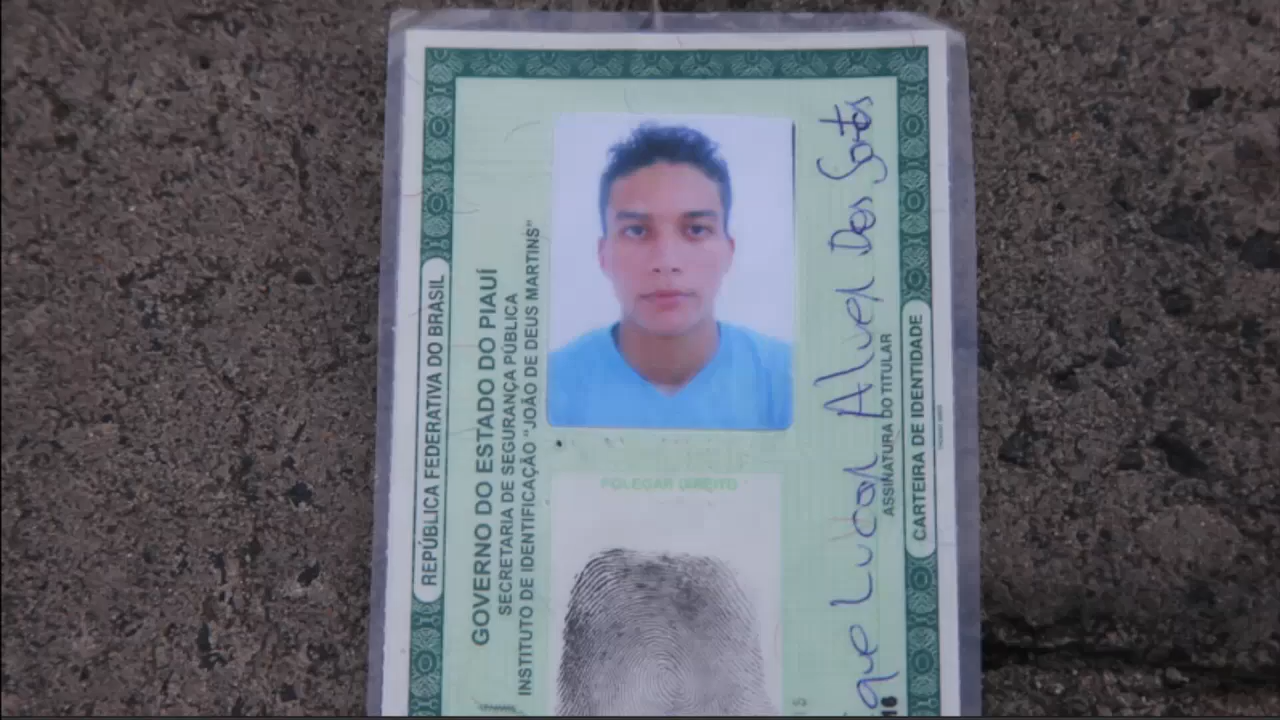 REPÚBLICA FEDERATIVA DO BRASIL
GOVERNO DO ESTADO DO PIAUÍ
SECRETARIA DE SEGURANÇA PÚBLICA
INSTITUTO DE IDENTIFICAÇÃO "JOÃO DE DEUS MARTINS"
POLEGAR DIREITO
que Lucas Alves Dos Santos
ASSINATURA DO TITULAR
CARTEIRA DE IDENTIDADE